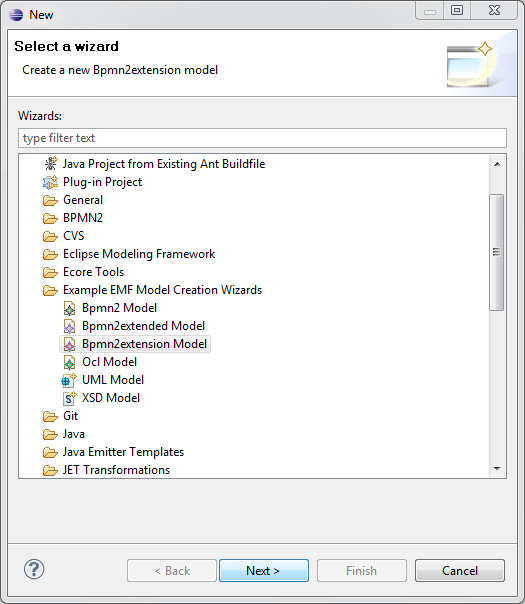 New
Select a wizard
Create a new Bpmn2extension model
Wizards:
type filter text
Java Project from Existing Ant Buildfile
Plug-in Project
General
BPMN2
CVS
Eclipse Modeling Framework
Ecore Tools
Example EMF Model Creation Wizards
Bpmn2 Model
Bpmn2extended Model
Bpmn2extension Model
Ocl Model
UML Model
XSD Model
Git
Java
Java Emitter Templates
JET Transformations
? < Back Next > Finish Cancel